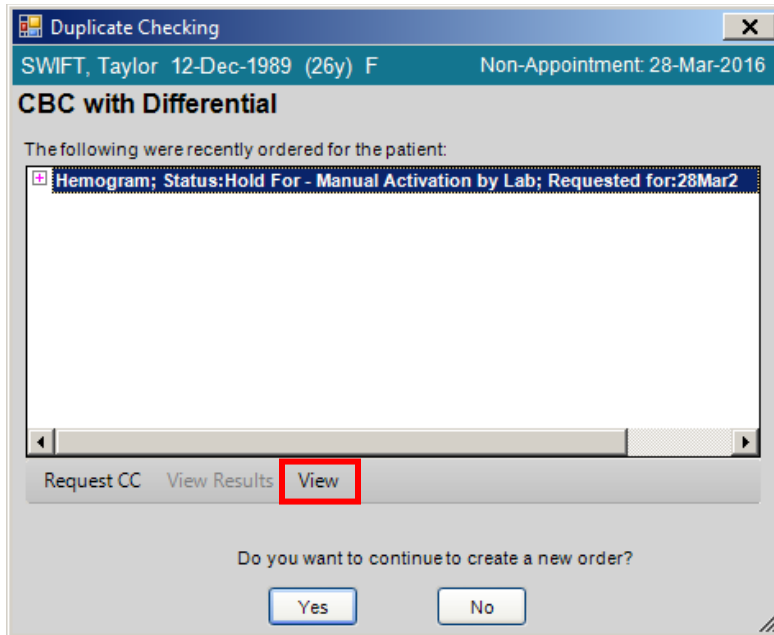 Duplicate Checking
SWIFT, Taylor 12-Dec-1989 (26y) F Non-Appointment: 28-Mar-2016
CBC with Differential
The following were recently ordered for the patient:
Hemogram; Status:Hold For - Manual Activation by Lab; Requested for:28Mar2
Request CC View Results View
Do you want to continue to create a new order?
Yes No